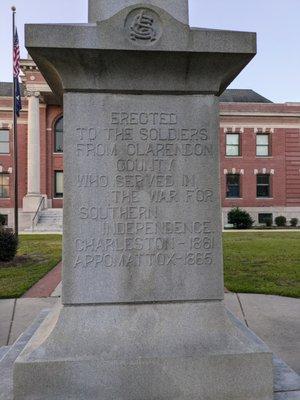 ERECTED
TO THE SOLDIERS
FROM CLARENDON
COUNTY
WHO SERVED IN
THE WAR FOR
SOUTHERN
INDEPENDENCE.
CHARLESTON-1861
APPOMATTOX-1865.